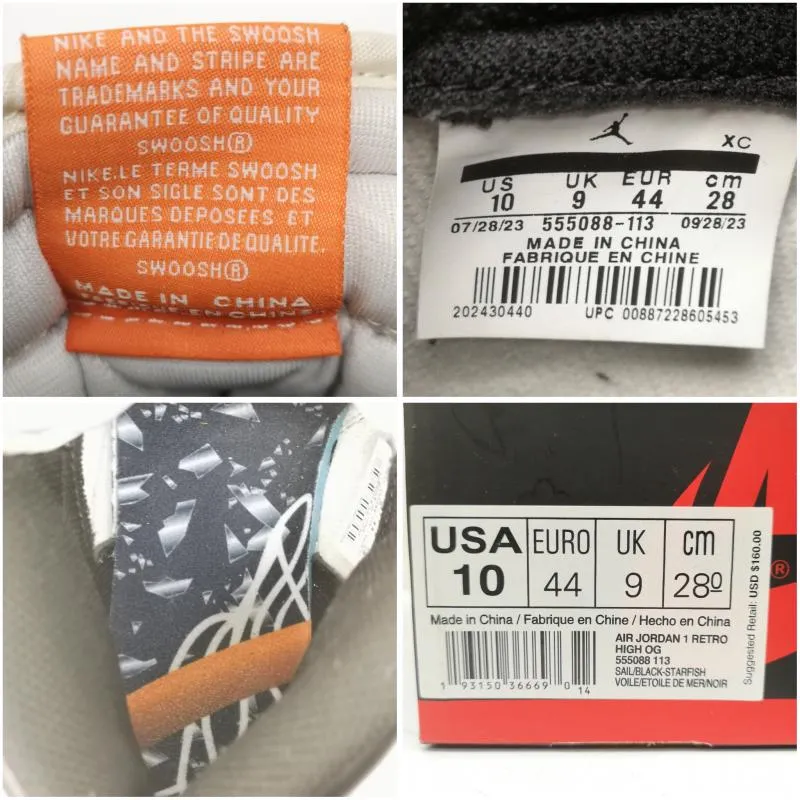 NIKE AND THE SWOOSH
NAME AND STRIPE ARE
TRADEMARKS AND YOUR
GUARANTEE OF QUALITY
SWOOSH®
NIKE.LE TERME SWOOSH
ET SON SIGLE SONT DES
MARQUES DEPOSEES ET
VOTRE GARANTIE DE QUALITE.
SWOOSH®
MADE IN CHINA
FABRIQUE EN CHINE
XC
US UK EUR cm
10 9 44 28
07/28/23 555088-113 09/28/23
MADE IN CHINA
FABRIQUE EN CHINE
202430440 UPC 00887228605453
USA EURO UK cm
10 44 9 280
Made in China / Fabrique en Chine / Hecho en China
AIR JORDAN 1 RETRO
HIGH OG
555088 113
SAIL/BLACK-STARFISH
VOILE/ETOILE DE MER/NOIR
1 93150 36669 0 14
Suggested Retail: USD $160.00
®